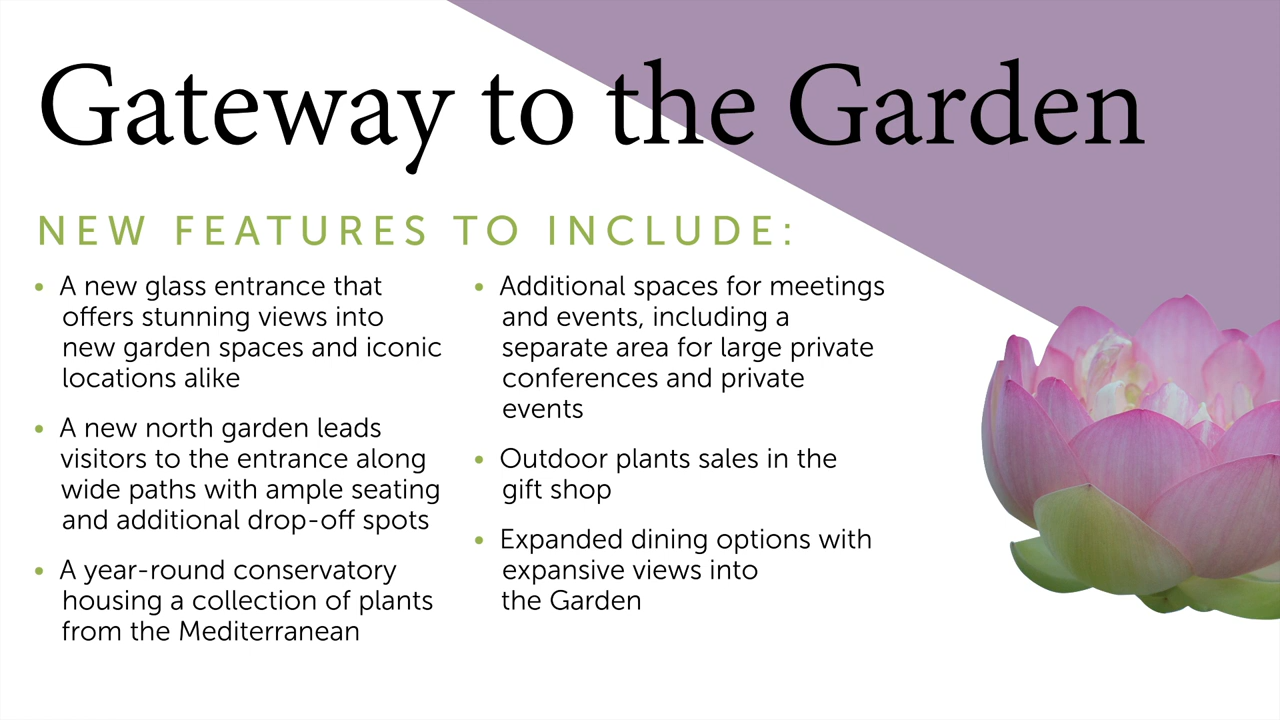 Gateway to the Garden
NEW FEATURES TO INCLUDE:
• A new glass entrance that
offers stunning views into
new garden spaces and iconic
locations alike
• A new north garden leads
visitors to the entrance along
wide paths with ample seating
and additional drop-off spots
• A year-round conservatory
housing a collection of plants
from the Mediterranean
• Additional spaces for meetings
and events, including a
separate area for large private
conferences and private
events
• Outdoor plants sales in the
gift shop
• Expanded dining options with
expansive views into
the Garden